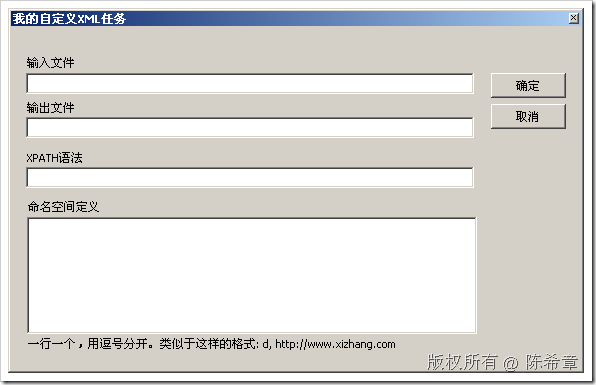 我的自定义XML任务
输入文件
确定
输出文件
取消
XPATH语法
命名空间定义
一行一个，用逗号分开。类似于这样的格式: d, http://www.xizhang.com
版权所有 @ 陈希章